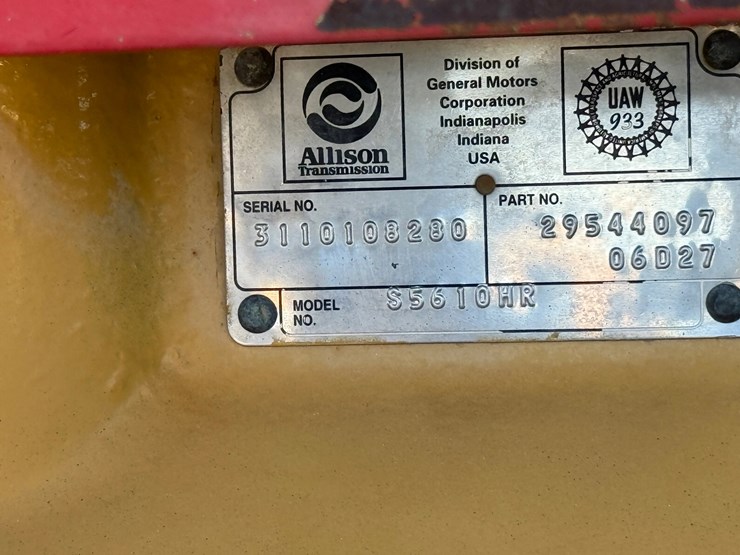 Allison
Transmission
Division of
General Motors
Corporation
Indianapolis
Indiana
USA
UAW
933
SERIAL NO.
3110108280
PART NO.
29544097
06D27
MODEL
NO.
S5610HR